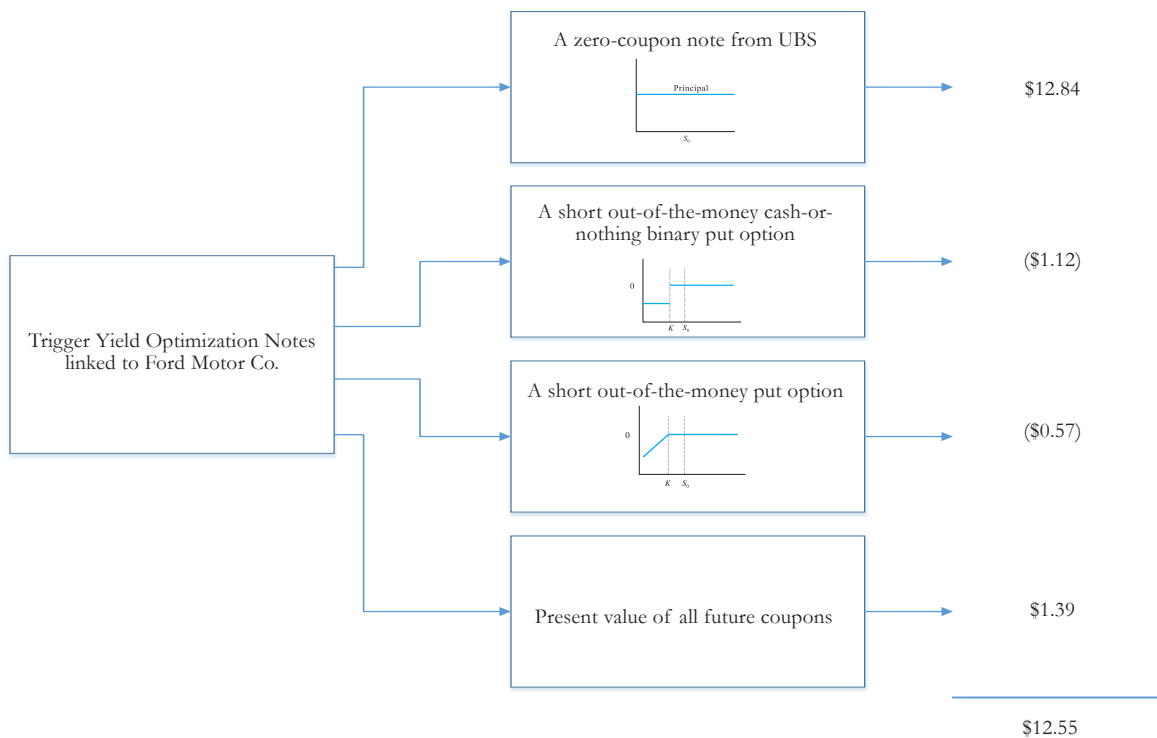 A zero-coupon note from UBS
Principal
S₀
$12.84
A short out-of-the-money cash-or-
nothing binary put option
0
K
S₀
($1.12)
Trigger Yield Optimization Notes
linked to Ford Motor Co.
A short out-of-the-money put option
0
K
S₀
($0.57)
Present value of all future coupons
$1.39
$12.55